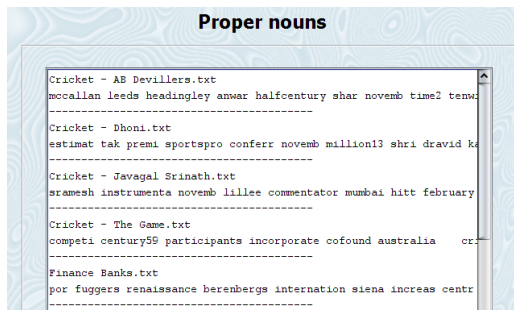 Proper nouns
Cricket - AB Devillers.txt
mccallan leeds headingley anwar halfcentury shar novemb time2 tenwi
----------------------------------------
Cricket - Dhoni.txt
estimat tak premi sportspro conferr novemb million13 shri dravid ka
----------------------------------------
Cricket - Javagal Srinath.txt
sramesh instrumenta novemb lillee commentator mumbai hitt february
----------------------------------------
Cricket - The Game.txt
competi century59 participants incorporate cofound australia cri
----------------------------------------
Finance Banks.txt
por fuggers renaissance berenbergs internation siena increas centr
----------------------------------------